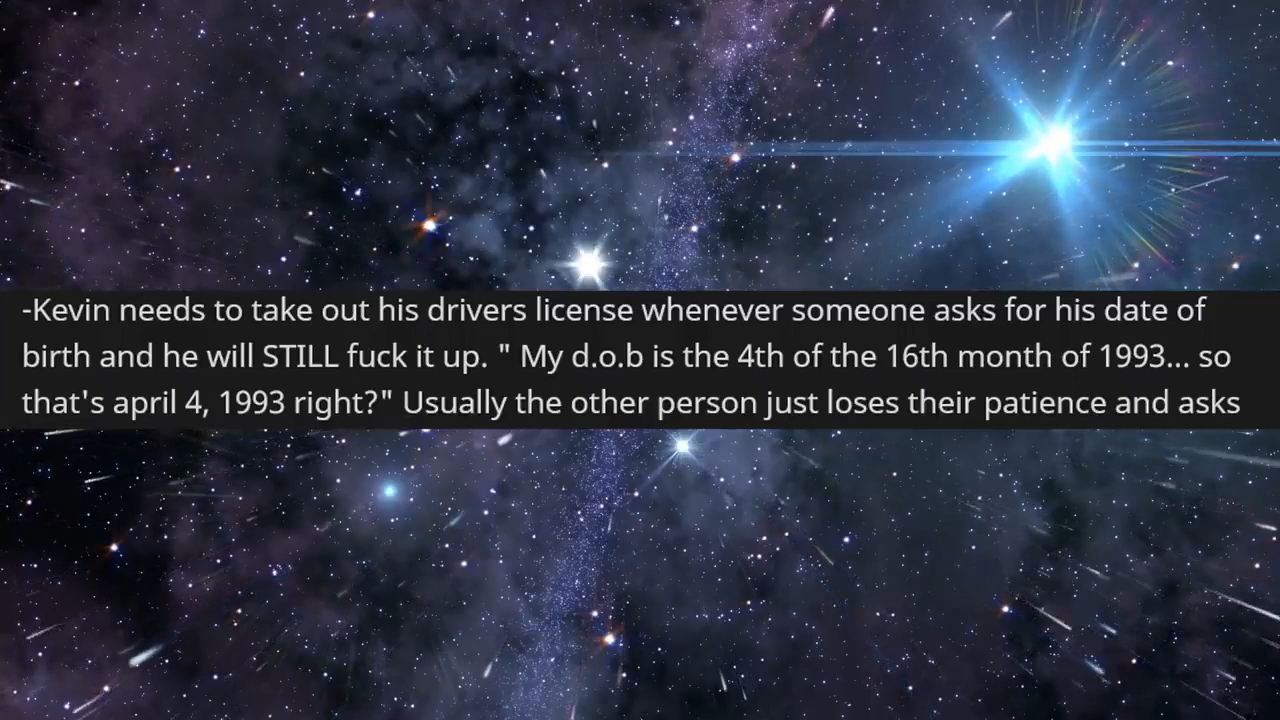 -Kevin needs to take out his drivers license whenever someone asks for his date of
birth and he will STILL fuck it up. " My d.o.b is the 4th of the 16th month of 1993... so
that's april 4, 1993 right?" Usually the other person just loses their patience and asks